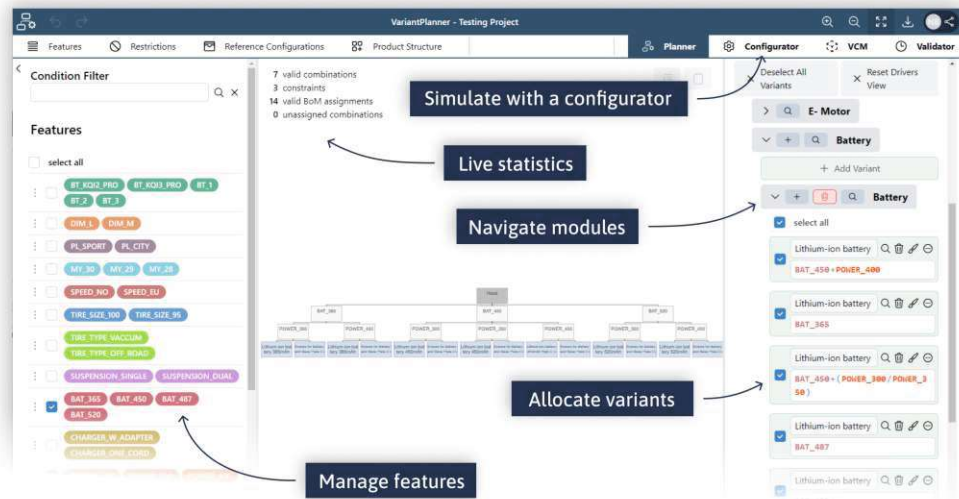 VariantPlanner - Testing Project
Features
Restrictions
Reference Configurations
Product Structure
Planner
Configurator
VCM
Validator
Condition Filter
Features
select all
BT_KQI2_PRO BT_KQI3_PRO BT_1
BT_2 BT_3
DIM_L DIM_M
PL_SPORT PL_CITY
MY_30 MY_29 MY_28
SPEED_NO SPEED_EU
TIRE_SIZE_100 TIRE_SIZE_95
TIRE_TYPE_VACCUM
TIRE_TYPE_OFF_ROAD
SUSPENSION_SINGLE SUSPENSION_DUAL
BAT_365 BAT_450 BAT_487
BAT_520
CHARGER_W_ADAPTER
CHARGER_ONE_CORD
7 valid combinations
3 constraints
14 valid BoM assignments
0 unassigned combinations
Simulate with a configurator
Live statistics
Navigate modules
Allocate variants
Manage features
Deselect All
Variants
Reset Drivers
View
E- Motor
Battery
+ Add Variant
Battery
select all
Lithium-ion battery
BAT_450+POWER_400
Lithium-ion battery
BAT_365
Lithium-ion battery
BAT_450+(POWER_300/POWER_3
50)
Lithium-ion battery
BAT_487
Lithium-ion battery